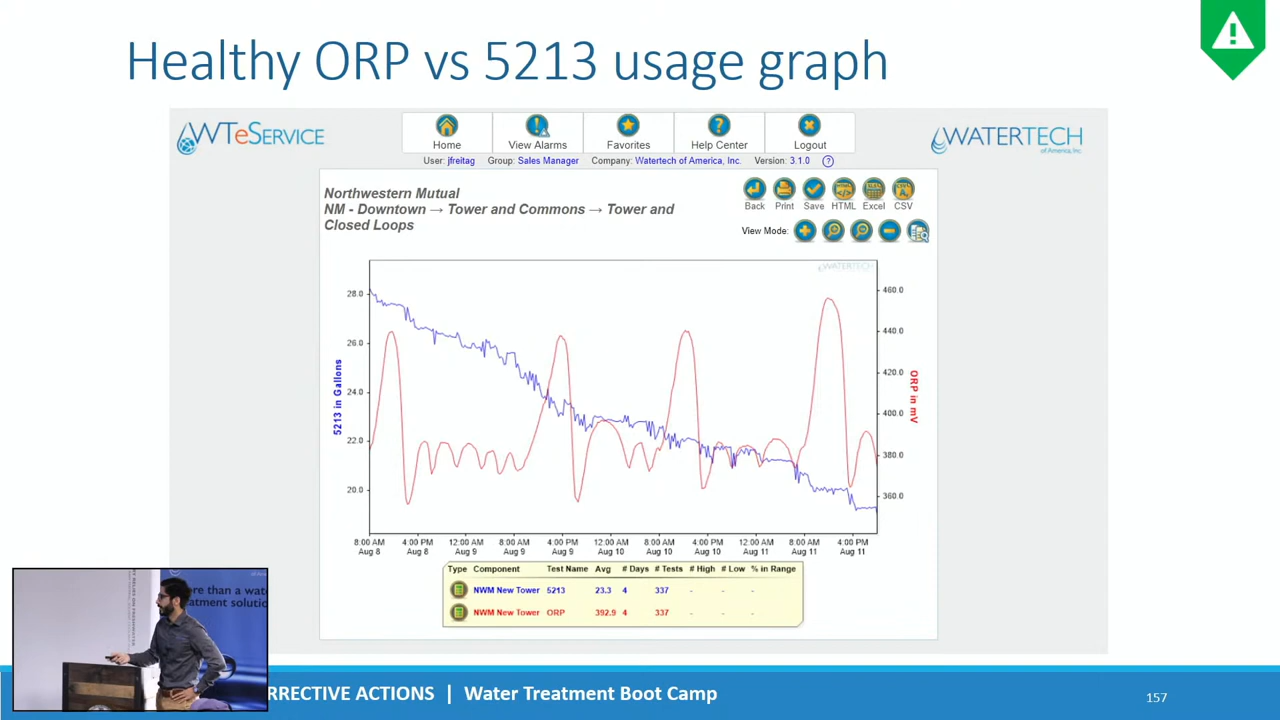 Healthy ORP vs 5213 usage graph
WTeSERVICE
Home
View Alarms
Favorites
Help Center
Logout
WATERTECH
of America, Inc.
User: jfreitag Group: Sales Manager Company: Watertech of America, Inc. Version: 3.1.0 ?
Northwestern Mutual
NM - Downtown → Tower and Commons → Tower and
Closed Loops
Back Print Save HTML Excel CSV
View Mode:
WATERTECH
5213 in Gallons
28.0
26.0
24.0
22.0
20.0
460.0
440.0
420.0
400.0
380.0
360.0
ORP in mV
8:00 AM 4:00 PM 12:00 AM 8:00 AM 4:00 PM 12:00 AM 8:00 AM 4:00 PM 12:00 AM 8:00 AM 4:00 PM
Aug 8 Aug 8 Aug 9 Aug 9 Aug 9 Aug 10 Aug 10 Aug 10 Aug 11 Aug 11 Aug 11
Type Component Test Name Avg # Days # Tests # High # Low % in Range
NWM New Tower 5213 23.3 4 337 - - -
NWM New Tower ORP 392.9 4 337 - - -
ore than a wat
eatment solutio
RRECTIVE ACTIONS | Water Treatment Boot Camp
157